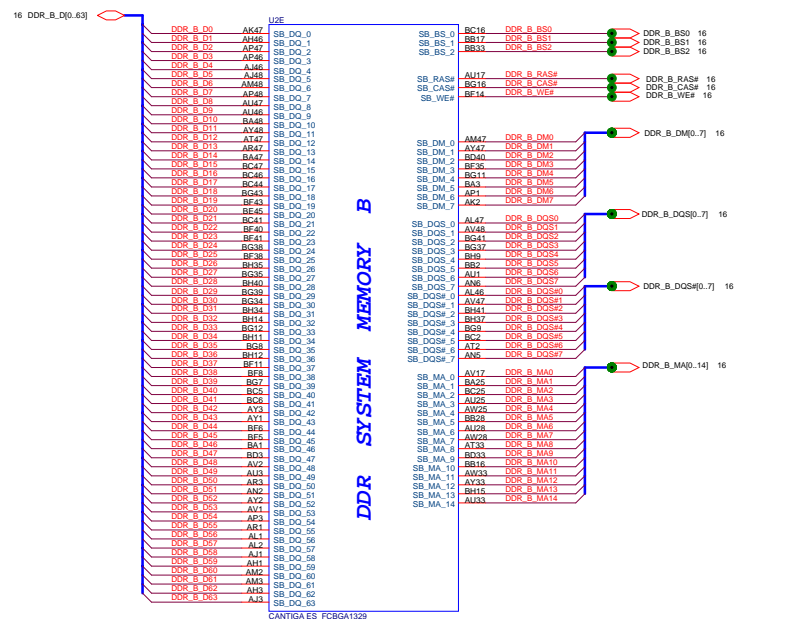 16 DDR_B_D[0..63]
U2E
DDR_B_D0 AK47 SB_DQ_0
DDR_B_D1 AH46 SB_DQ_1
DDR_B_D2 AP47 SB_DQ_2
DDR_B_D3 AP46 SB_DQ_3
DDR_B_D4 AJ46 SB_DQ_4
DDR_B_D5 AJ48 SB_DQ_5
DDR_B_D6 AM48 SB_DQ_6
DDR_B_D7 AP48 SB_DQ_7
DDR_B_D8 AU47 SB_DQ_8
DDR_B_D9 AU46 SB_DQ_9
DDR_B_D10 BA48 SB_DQ_10
DDR_B_D11 AY48 SB_DQ_11
DDR_B_D12 AT47 SB_DQ_12
DDR_B_D13 AR47 SB_DQ_13
DDR_B_D14 BA47 SB_DQ_14
DDR_B_D15 BC47 SB_DQ_15
DDR_B_D16 BC46 SB_DQ_16
DDR_B_D17 BC44 SB_DQ_17
DDR_B_D18 BG43 SB_DQ_18
DDR_B_D19 BF43 SB_DQ_19
DDR_B_D20 BE45 SB_DQ_20
DDR_B_D21 BC41 SB_DQ_21
DDR_B_D22 BF40 SB_DQ_22
DDR_B_D23 BF41 SB_DQ_23
DDR_B_D24 BG38 SB_DQ_24
DDR_B_D25 BF38 SB_DQ_25
DDR_B_D26 BH35 SB_DQ_26
DDR_B_D27 BG35 SB_DQ_27
DDR_B_D28 BH40 SB_DQ_28
DDR_B_D29 BG39 SB_DQ_29
DDR_B_D30 BG34 SB_DQ_30
DDR_B_D31 BH34 SB_DQ_31
DDR_B_D32 BH14 SB_DQ_32
DDR_B_D33 BG12 SB_DQ_33
DDR_B_D34 BH11 SB_DQ_34
DDR_B_D35 BG8 SB_DQ_35
DDR_B_D36 BH12 SB_DQ_36
DDR_B_D37 BF11 SB_DQ_37
DDR_B_D38 BF8 SB_DQ_38
DDR_B_D39 BG7 SB_DQ_39
DDR_B_D40 BC5 SB_DQ_40
DDR_B_D41 BC6 SB_DQ_41
DDR_B_D42 AY3 SB_DQ_42
DDR_B_D43 AY1 SB_DQ_43
DDR_B_D44 BF6 SB_DQ_44
DDR_B_D45 BF5 SB_DQ_45
DDR_B_D46 BA1 SB_DQ_46
DDR_B_D47 BD3 SB_DQ_47
DDR_B_D48 AV2 SB_DQ_48
DDR_B_D49 AU3 SB_DQ_49
DDR_B_D50 AR3 SB_DQ_50
DDR_B_D51 AN2 SB_DQ_51
DDR_B_D52 AY2 SB_DQ_52
DDR_B_D53 AV1 SB_DQ_53
DDR_B_D54 AP3 SB_DQ_54
DDR_B_D55 AR1 SB_DQ_55
DDR_B_D56 AL1 SB_DQ_56
DDR_B_D57 AL2 SB_DQ_57
DDR_B_D58 AJ1 SB_DQ_58
DDR_B_D59 AH1 SB_DQ_59
DDR_B_D60 AM2 SB_DQ_60
DDR_B_D61 AM3 SB_DQ_61
DDR_B_D62 AH3 SB_DQ_62
DDR_B_D63 AJ3 SB_DQ_63
DDR SYSTEM MEMORY B
SB_BS_0 BC16 DDR_B_BS0 DDR_B_BS0 16
SB_BS_1 BB17 DDR_B_BS1 DDR_B_BS1 16
SB_BS_2 BB33 DDR_B_BS2 DDR_B_BS2 16
SB_RAS# AU17 DDR_B_RAS# DDR_B_RAS# 16
SB_CAS# BG16 DDR_B_CAS# DDR_B_CAS# 16
SB_WE# BF14 DDR_B_WE# DDR_B_WE# 16
DDR_B_DM[0..7] 16
SB_DM_0 AM47 DDR_B_DM0
SB_DM_1 AY47 DDR_B_DM1
SB_DM_2 BD40 DDR_B_DM2
SB_DM_3 BF35 DDR_B_DM3
SB_DM_4 BG11 DDR_B_DM4
SB_DM_5 BA3 DDR_B_DM5
SB_DM_6 AP1 DDR_B_DM6
SB_DM_7 AK2 DDR_B_DM7
DDR_B_DQS[0..7] 16
SB_DQS_0 AL47 DDR_B_DQS0
SB_DQS_1 AV48 DDR_B_DQS1
SB_DQS_2 BG41 DDR_B_DQS2
SB_DQS_3 BG37 DDR_B_DQS3
SB_DQS_4 BH9 DDR_B_DQS4
SB_DQS_5 BB2 DDR_B_DQS5
SB_DQS_6 AU1 DDR_B_DQS6
SB_DQS_7 AN6 DDR_B_DQS7
DDR_B_DQS#[0..7] 16
SB_DQS#_0 AL46 DDR_B_DQS#0
SB_DQS#_1 AV47 DDR_B_DQS#1
SB_DQS#_2 BH41 DDR_B_DQS#2
SB_DQS#_3 BH37 DDR_B_DQS#3
SB_DQS#_4 BG9 DDR_B_DQS#4
SB_DQS#_5 BC2 DDR_B_DQS#5
SB_DQS#_6 AT2 DDR_B_DQS#6
SB_DQS#_7 AN5 DDR_B_DQS#7
DDR_B_MA[0..14] 16
SB_MA_0 AV17 DDR_B_MA0
SB_MA_1 BA25 DDR_B_MA1
SB_MA_2 BC25 DDR_B_MA2
SB_MA_3 AU25 DDR_B_MA3
SB_MA_4 AW25 DDR_B_MA4
SB_MA_5 BB28 DDR_B_MA5
SB_MA_6 AU28 DDR_B_MA6
SB_MA_7 AW28 DDR_B_MA7
SB_MA_8 AT33 DDR_B_MA8
SB_MA_9 BD33 DDR_B_MA9
SB_MA_10 BB16 DDR_B_MA10
SB_MA_11 AW33 DDR_B_MA11
SB_MA_12 AY33 DDR_B_MA12
SB_MA_13 BH15 DDR_B_MA13
SB_MA_14 AU33 DDR_B_MA14
CANTIGA ES FCBGA1329